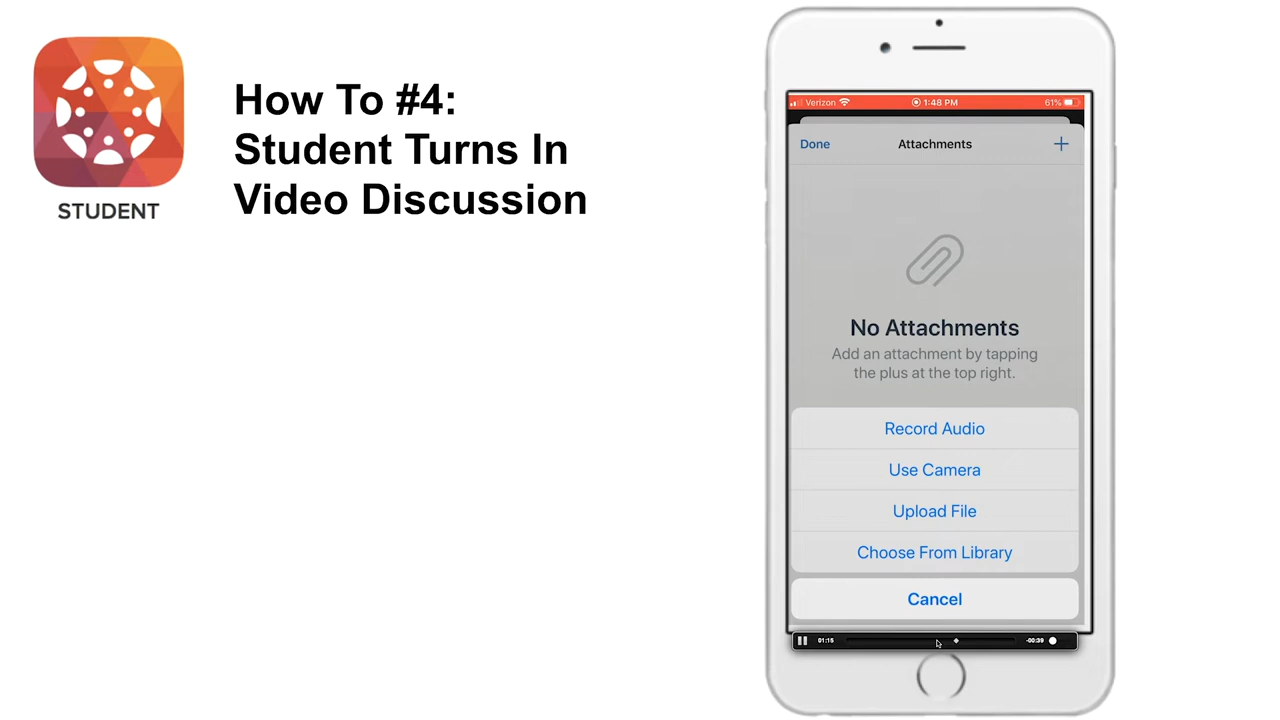 STUDENT
How To #4:
Student Turns In
Video Discussion
Verizon 1:48 PM 61%
Done Attachments +
No Attachments
Add an attachment by tapping
the plus at the top right.
Record Audio
Use Camera
Upload File
Choose From Library
Cancel
01:15 -00:39